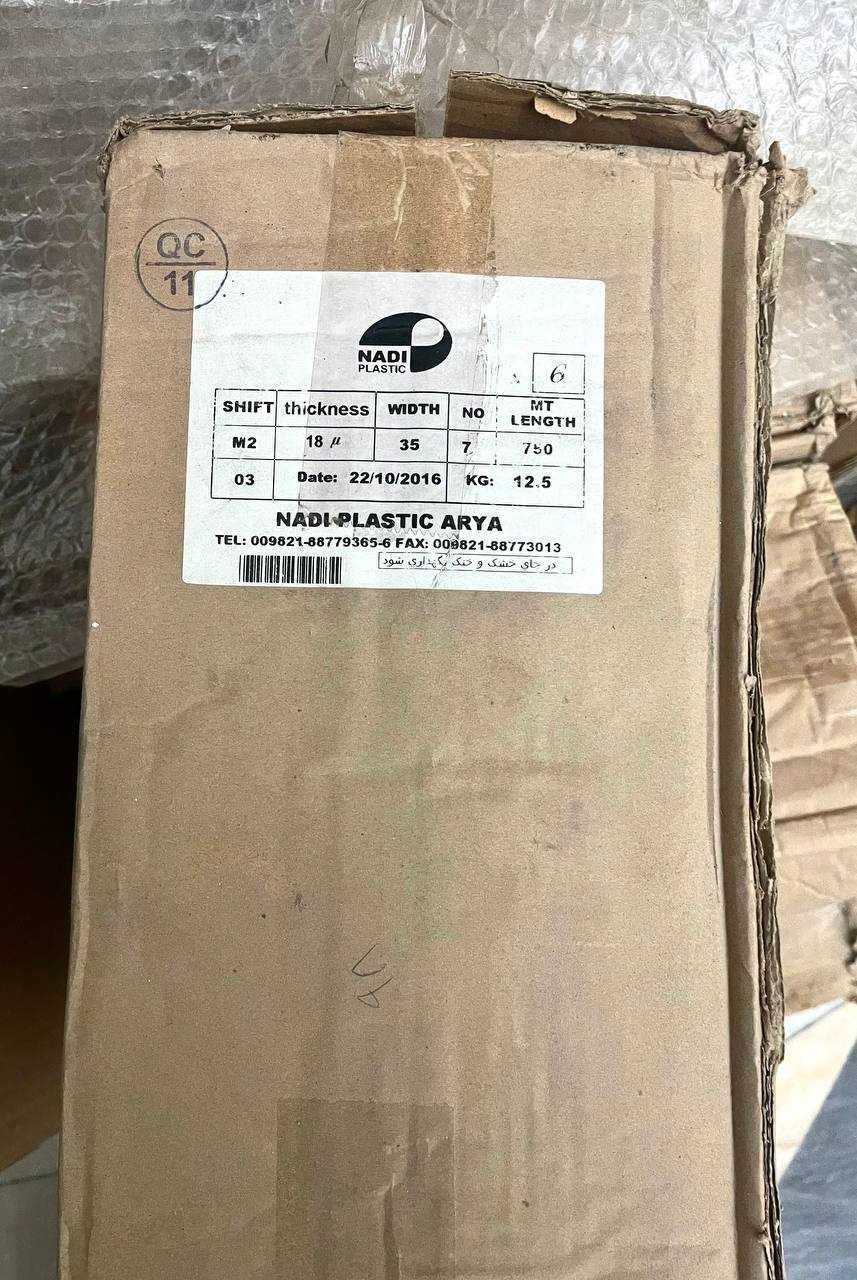 QC
11
NADI
PLASTIC
6
SHIFT thickness WIDTH NO MT LENGTH
M2 18 μ 35 7 750
03 Date: 22/10/2016 KG: 12.5
NADI PLASTIC ARYA
TEL: 009821-88779365-6 FAX: 009821-88773013
در جای خشک و خنک نگهداری شود